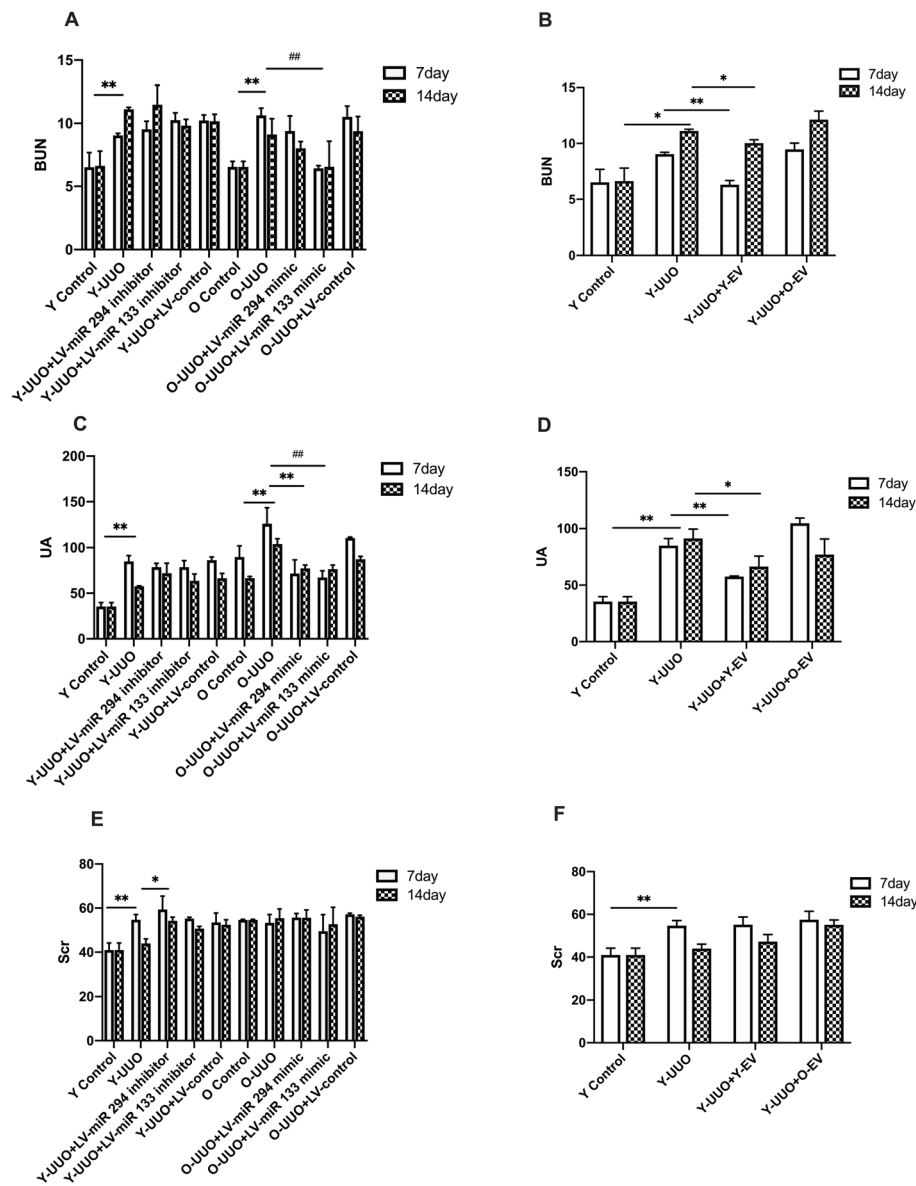 A
15
10
5
0
BUN
**
**
##
7day
14day
Y Control
Y-UUO
Y-UUO+LV-miR 294 inhibitor
Y-UUO+LV-miR 133 inhibitor
Y-UUO+LV-control
O Control
O-UUO
O-UUO+LV-miR 294 mimic
O-UUO+LV-miR 133 mimic
O-UUO+LV-control
B
15
10
5
0
BUN
*
**
*
7day
14day
Y Control
Y-UUO
Y-UUO+Y-EV
Y-UUO+O-EV
C
200
150
100
50
0
UA
**
**
**
##
7day
14day
Y Control
Y-UUO
Y-UUO+LV-miR 294 inhibitor
Y-UUO+LV-miR 133 inhibitor
Y-UUO+LV-control
O Control
O-UUO
O-UUO+LV-miR 294 mimic
O-UUO+LV-miR 133 mimic
O-UUO+LV-control
D
150
100
50
0
UA
**
**
*
7day
14day
Y Control
Y-UUO
Y-UUO+Y-EV
Y-UUO+O-EV
E
80
60
40
20
0
Scr
**
*
7day
14day
Y Control
Y-UUO
Y-UUO+LV-miR 294 inhibitor
Y-UUO+LV-miR 133 inhibitor
Y-UUO+LV-control
O Control
O-UUO
O-UUO+LV-miR 294 mimic
O-UUO+LV-miR 133 mimic
O-UUO+LV-control
F
80
60
40
20
0
Scr
**
7day
14day
Y Control
Y-UUO
Y-UUO+Y-EV
Y-UUO+O-EV